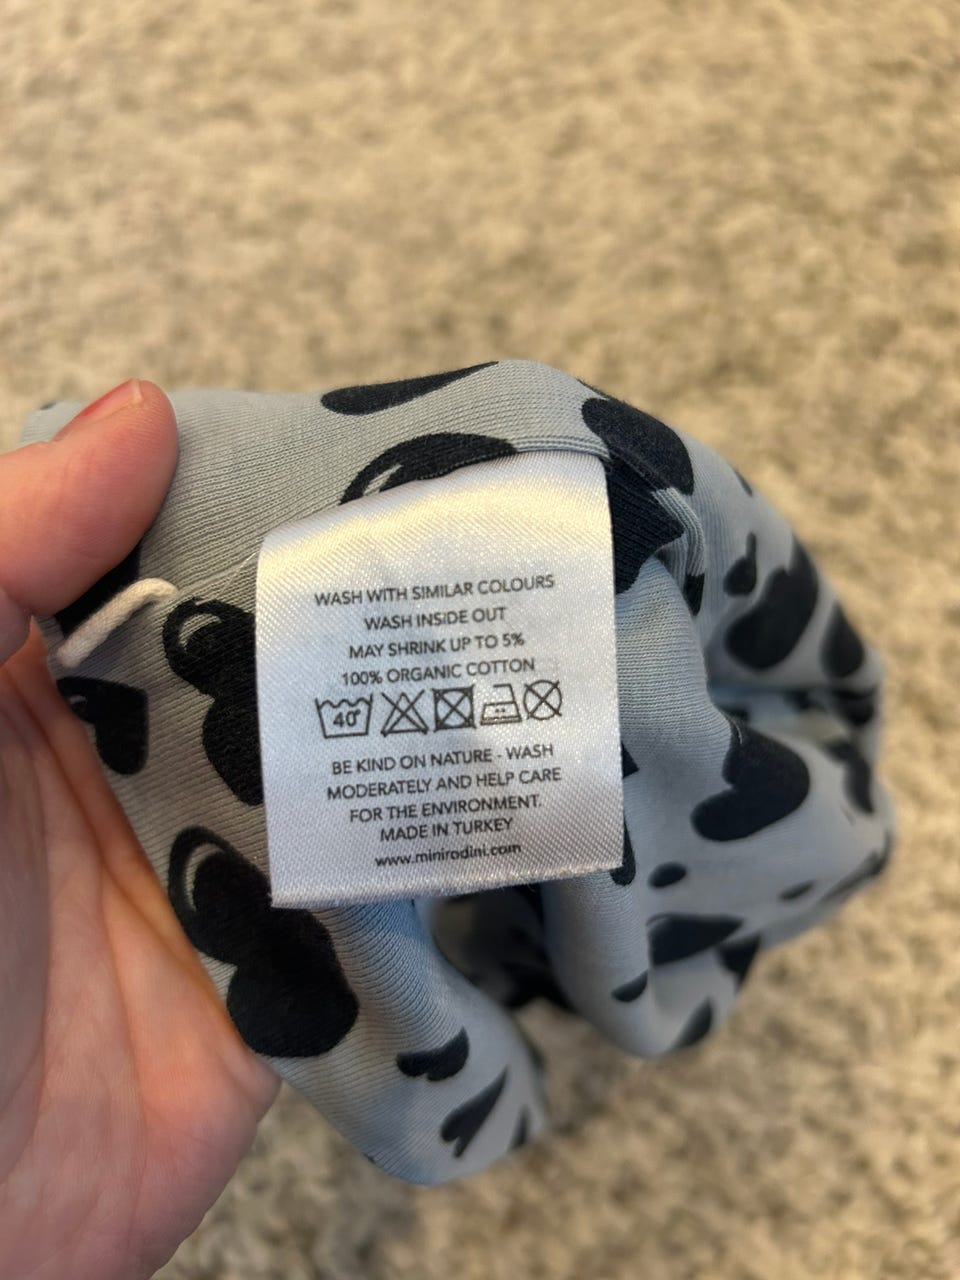 WASH WITH SIMILAR COLOURS
WASH INSIDE OUT
MAY SHRINK UP TO 5%
100% ORGANIC COTTON
40°
BE KIND ON NATURE - WASH
MODERATELY AND HELP CARE
FOR THE ENVIRONMENT.
MADE IN TURKEY
www.minirodini.com